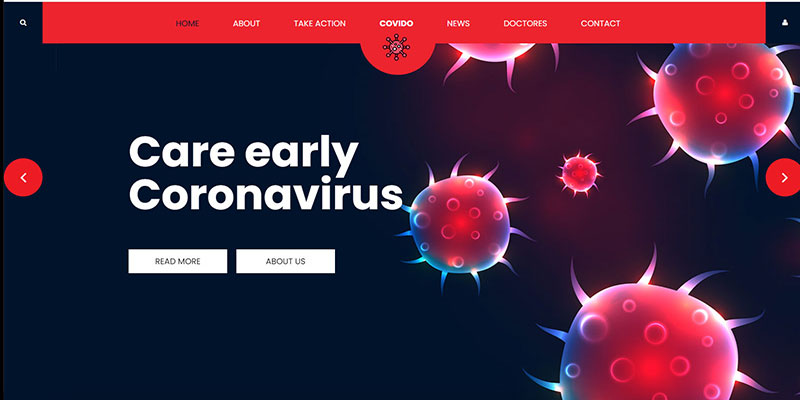 HOME ABOUT TAKE ACTION COVIDO NEWS DOCTORES CONTACT
Care early
Coronavirus
READ MORE ABOUT US